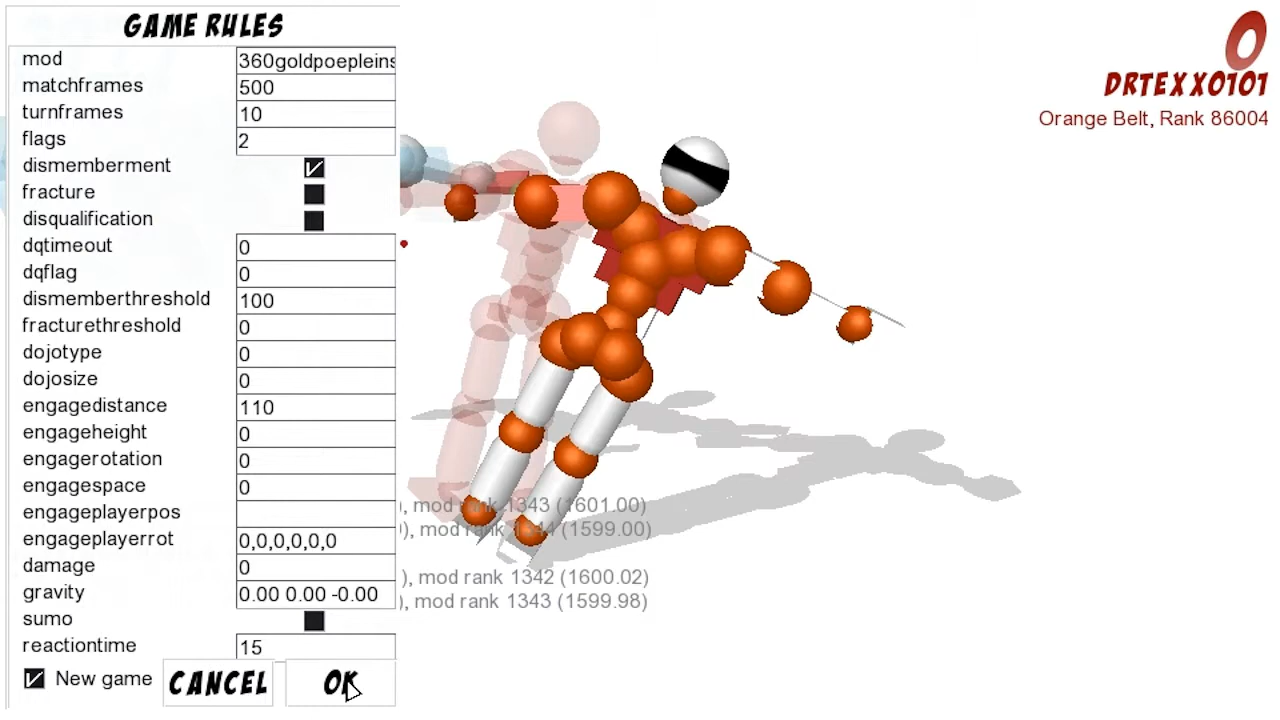 GAME RULES
mod 360goldpoepleins
matchframes 500
turnframes 10
flags 2
dismemberment
fracture
disqualification
dqtimeout 0
dqflag 0
dismemberthreshold 100
fracturethreshold 0
dojotype 0
dojosize 0
engagedistance 110
engageheight 0
engagerotation 0
engagespace 0
engageplayerpos
engageplayerrot 0,0,0,0,0,0
damage 0
gravity 0.00 0.00 -0.00
sumo
reactiontime 15
New game CANCEL OK
0
DRTEXX0101
Orange Belt, Rank 86004
), mod rank 1343 (1601.00)
), mod rank 1344 (1599.00)
), mod rank 1342 (1600.02)
), mod rank 1343 (1599.98)